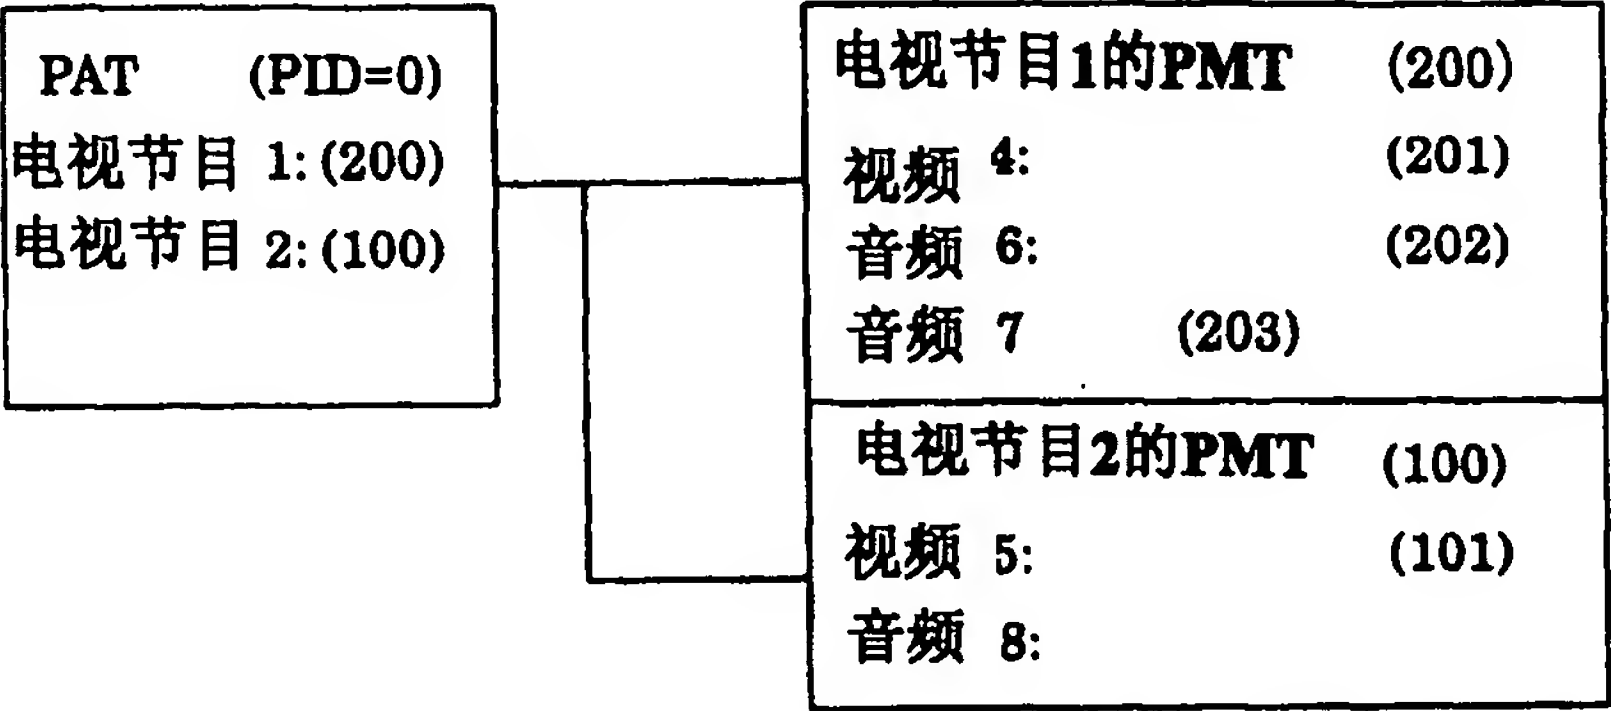 PAT (PID=0)
电视节目 1:(200)
电视节目 2:(100)
电视节目1的PMT (200)
视频 4: (201)
音频 6: (202)
音频 7 (203)
电视节目2的PMT (100)
视频 5: (101)
音频 8: